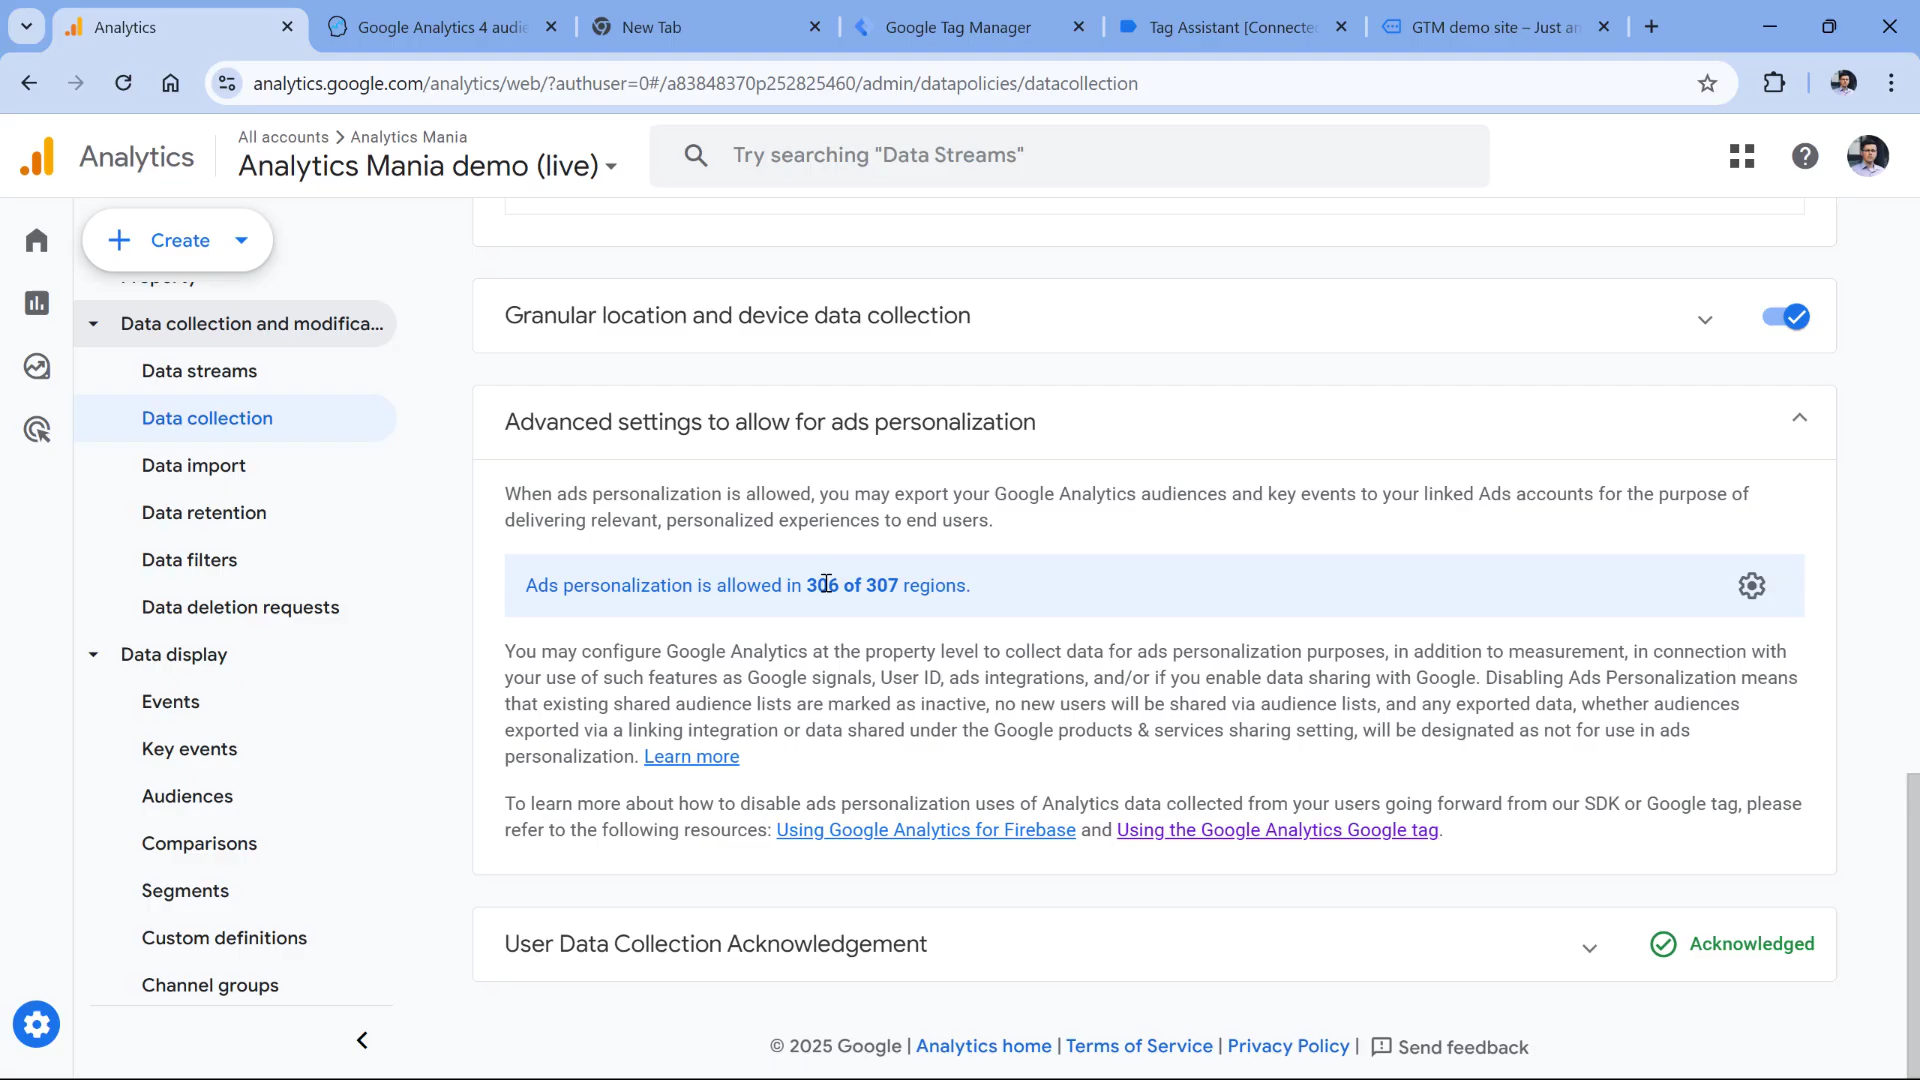 Analytics
Google Analytics 4 audie
New Tab
Google Tag Manager
Tag Assistant [Connecte
GTM demo site – Just an
analytics.google.com/analytics/web/?authuser=0#/a83848370p252825460/admin/datapolicies/datacollection
Analytics
All accounts > Analytics Mania
Analytics Mania demo (live)
Try searching "Data Streams"
Create
Property
Data collection and modifica...
Data streams
Data collection
Data import
Data retention
Data filters
Data deletion requests
Data display
Events
Key events
Audiences
Comparisons
Segments
Custom definitions
Channel groups
Granular location and device data collection
Advanced settings to allow for ads personalization
When ads personalization is allowed, you may export your Google Analytics audiences and key events to your linked Ads accounts for the purpose of
delivering relevant, personalized experiences to end users.
Ads personalization is allowed in 306 of 307 regions.
You may configure Google Analytics at the property level to collect data for ads personalization purposes, in addition to measurement, in connection with
your use of such features as Google signals, User ID, ads integrations, and/or if you enable data sharing with Google. Disabling Ads Personalization means
that existing shared audience lists are marked as inactive, no new users will be shared via audience lists, and any exported data, whether audiences
exported via a linking integration or data shared under the Google products & services sharing setting, will be designated as not for use in ads
personalization. Learn more
To learn more about how to disable ads personalization uses of Analytics data collected from your users going forward from our SDK or Google tag, please
refer to the following resources: Using Google Analytics for Firebase and Using the Google Analytics Google tag.
User Data Collection Acknowledgement
Acknowledged
© 2025 Google | Analytics home | Terms of Service | Privacy Policy | Send feedback